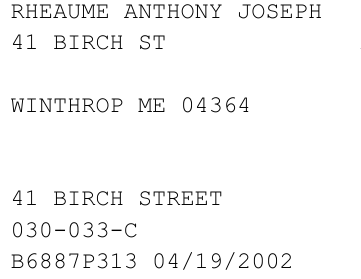 RHEAUME ANTHONY JOSEPH
41 BIRCH ST
WINTHROP ME 04364
41 BIRCH STREET
030-033-C
B6887P313 04/19/2002